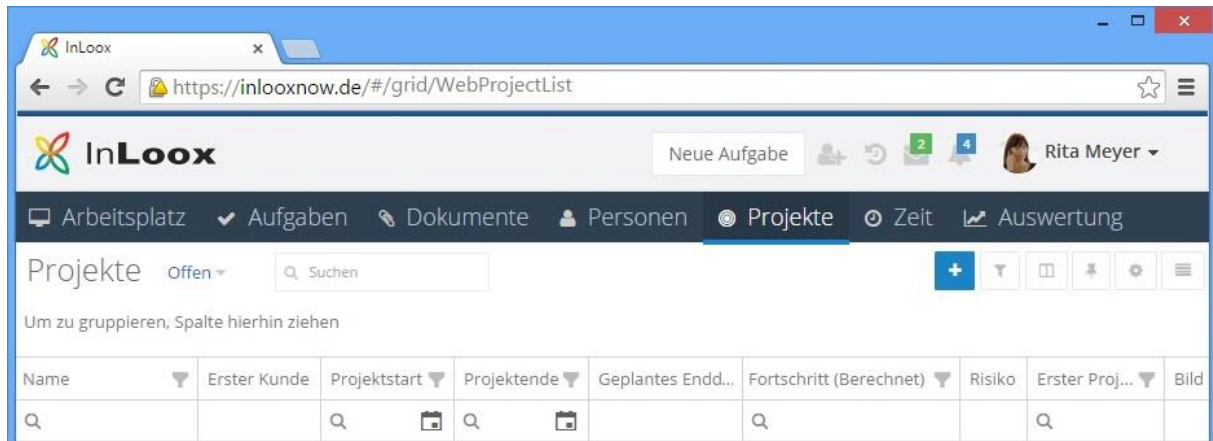 InLoox
https://inlooxnow.de/#/grid/WebProjectList
InLoox Neue Aufgabe 2 4 Rita Meyer
Arbeitsplatz Aufgaben Dokumente Personen Projekte Zeit Auswertung
Projekte Offen Suchen
Um zu gruppieren, Spalte hierhin ziehen
Name Erster Kunde Projektstart Projektende Geplantes Endd... Fortschritt (Berechnet) Risiko Erster Proj... Bild